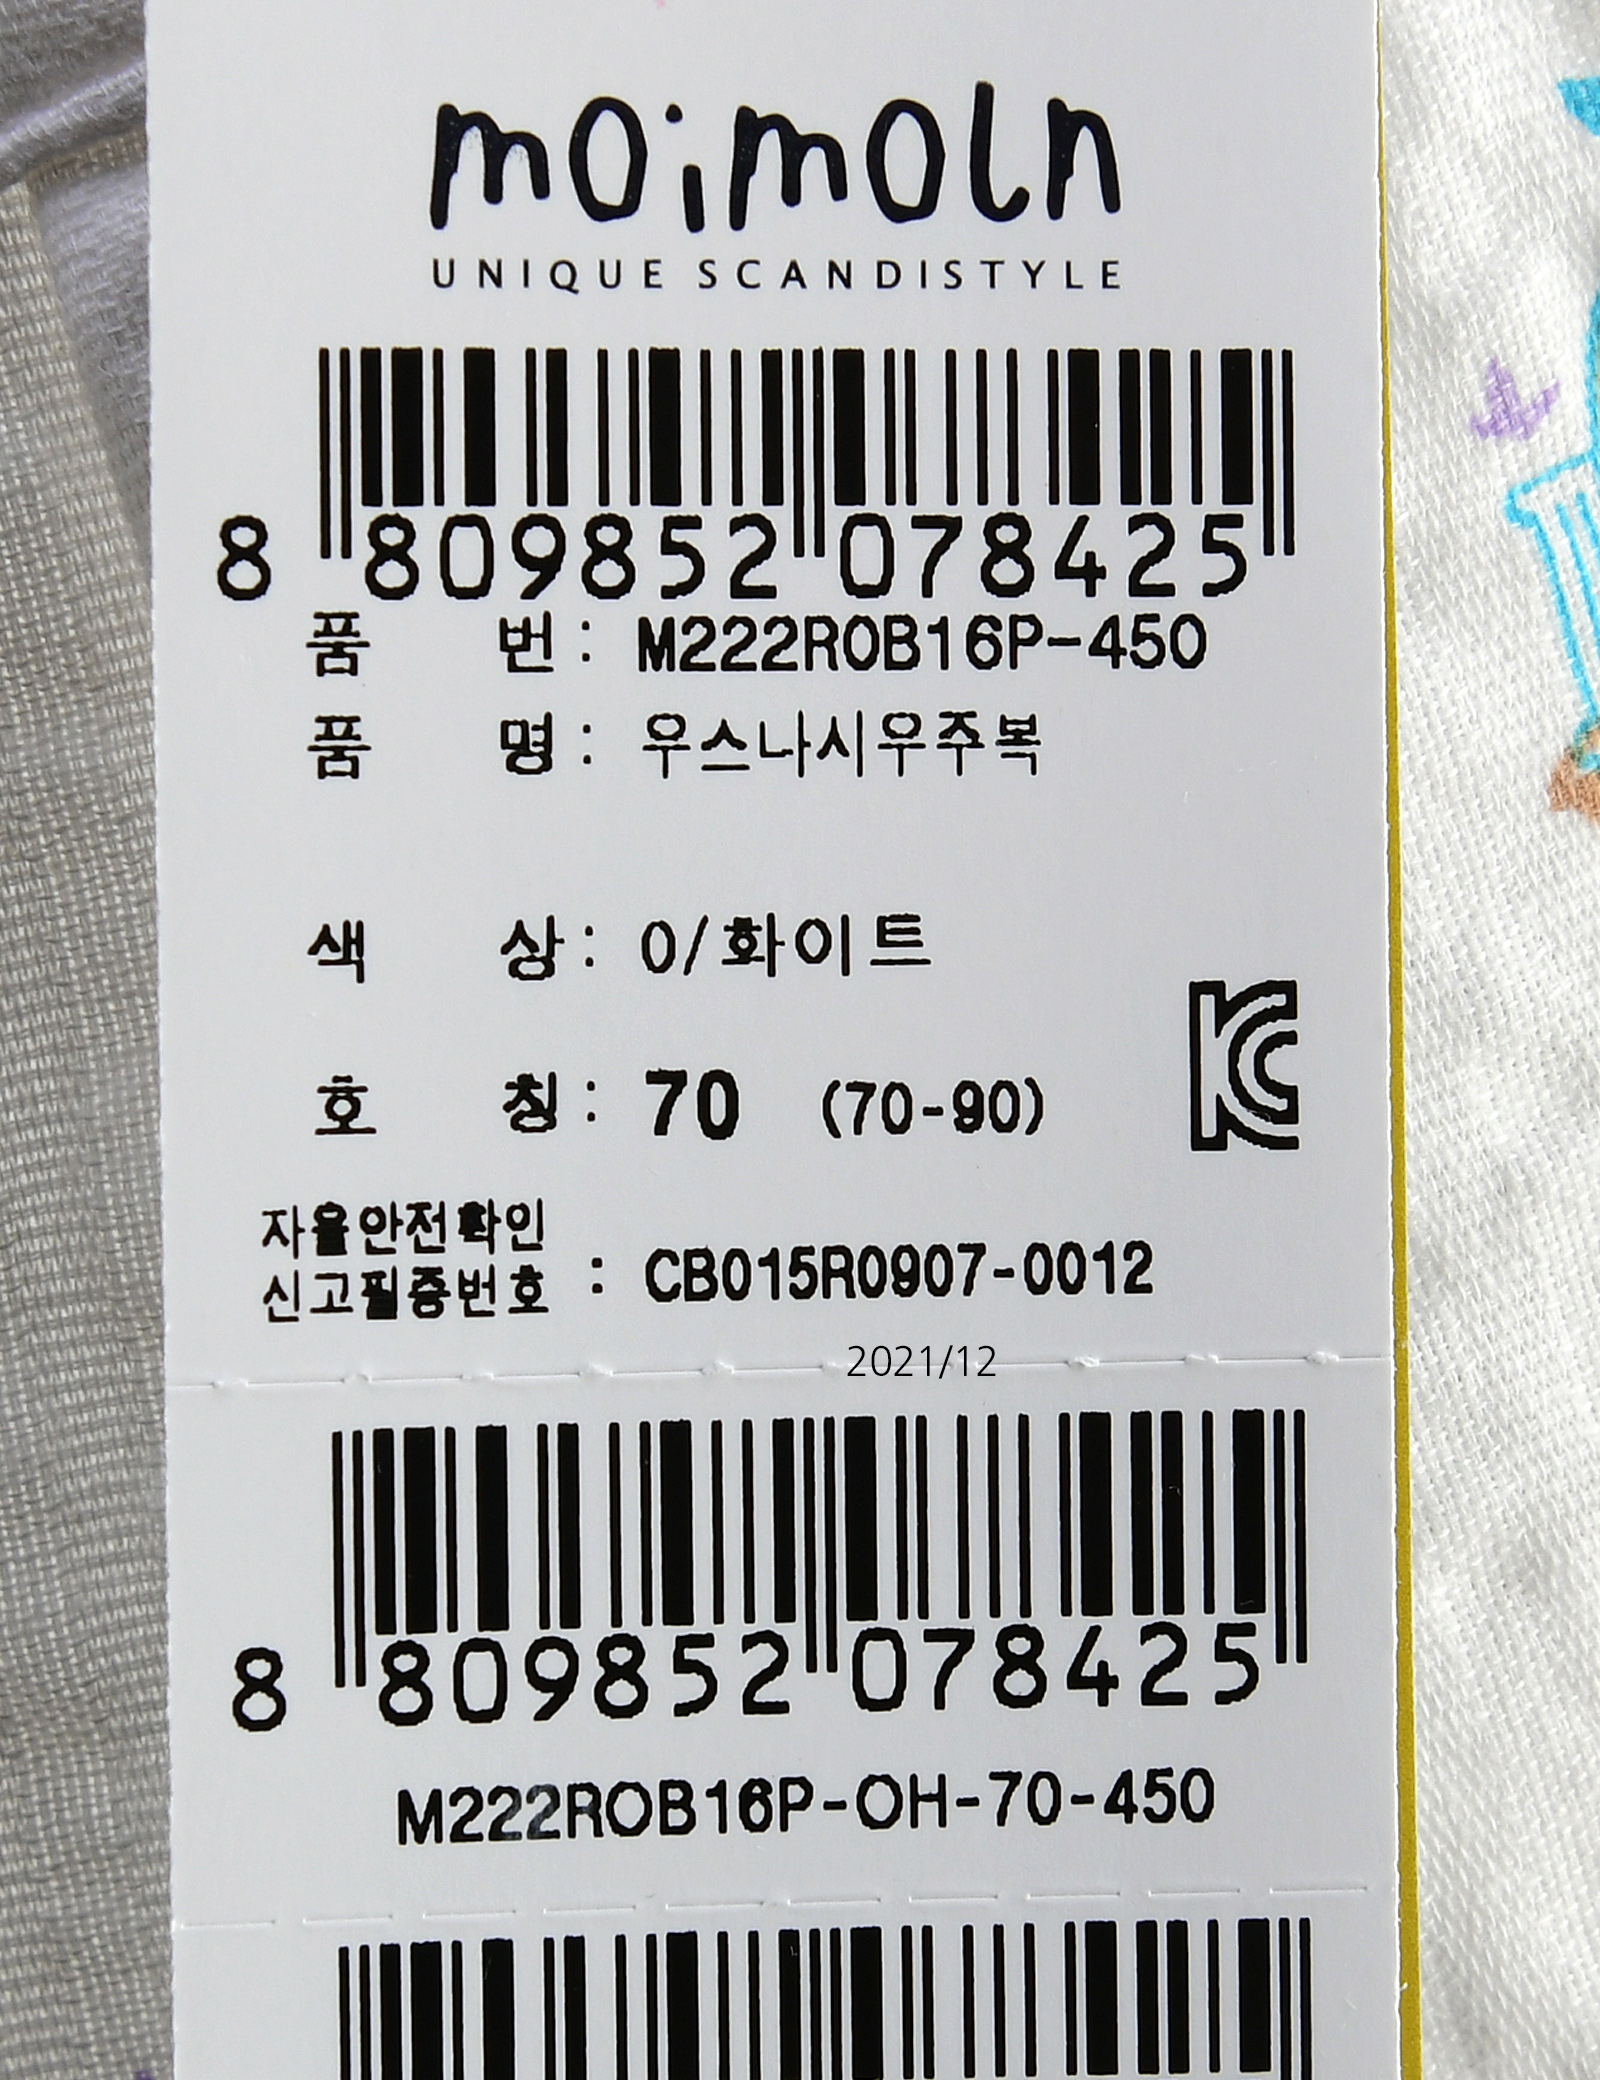 moimoln
UNIQUE SCANDISTYLE
8 809852 078425
품 번 : M222ROB16P-450
품 명 : 우스나시우주복
색 상 : 0/화이트
호 칭 : 70 (70-90)
자율안전확인
신고필증번호 : CB015R0907-0012
2021/12
8 809852 078425
M222ROB16P-OH-70-450